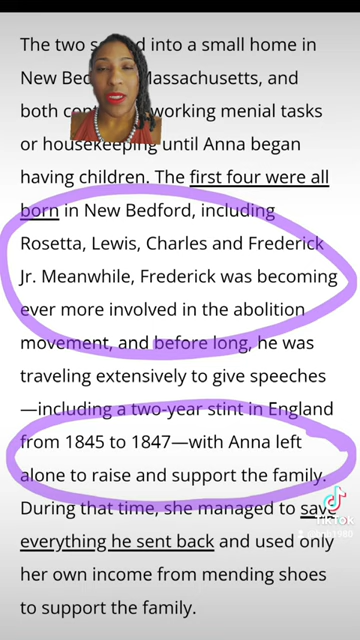 The two s d into a small home in
New Bed Massachusetts, and
both con working menial tasks
or housekeeping until Anna began
having children. The first four were all
born in New Bedford, including
Rosetta, Lewis, Charles and Frederick
Jr. Meanwhile, Frederick was becoming
ever more involved in the abolition
movement, and before long, he was
traveling extensively to give speeches
—including a two-year stint in England
from 1845 to 1847—with Anna left
alone to raise and support the family.
During that time, she managed to save
everything he sent back and used only
her own income from mending shoes
to support the family.
TikTok